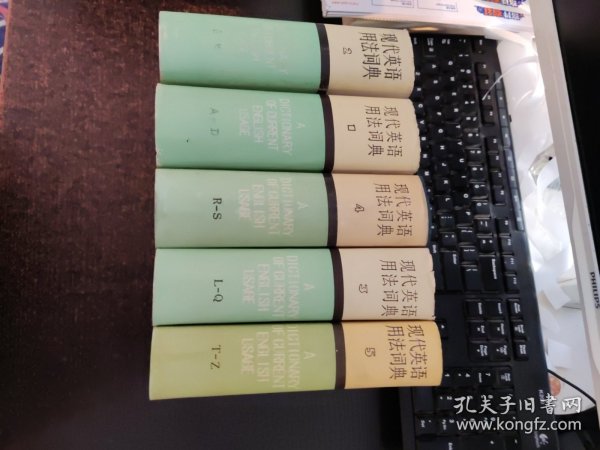 现代英语
用法词典
2
现代英语
用法词典
1
A
DICTIONARY
OF CURRENT
ENGLISH
USAGE
A-D
现代英语
用法词典
4
A
DICTIONARY
OF CURRENT
ENGLISH
USAGE
R-S
现代英语
用法词典
3
A
DICTIONARY
OF CURRENT
ENGLISH
USAGE
L-Q
现代英语
用法词典
5
A
DICTIONARY
OF CURRENT
ENGLISH
USAGE
T-Z
PHILIPS
孔夫子旧书网
www.kongfz.com